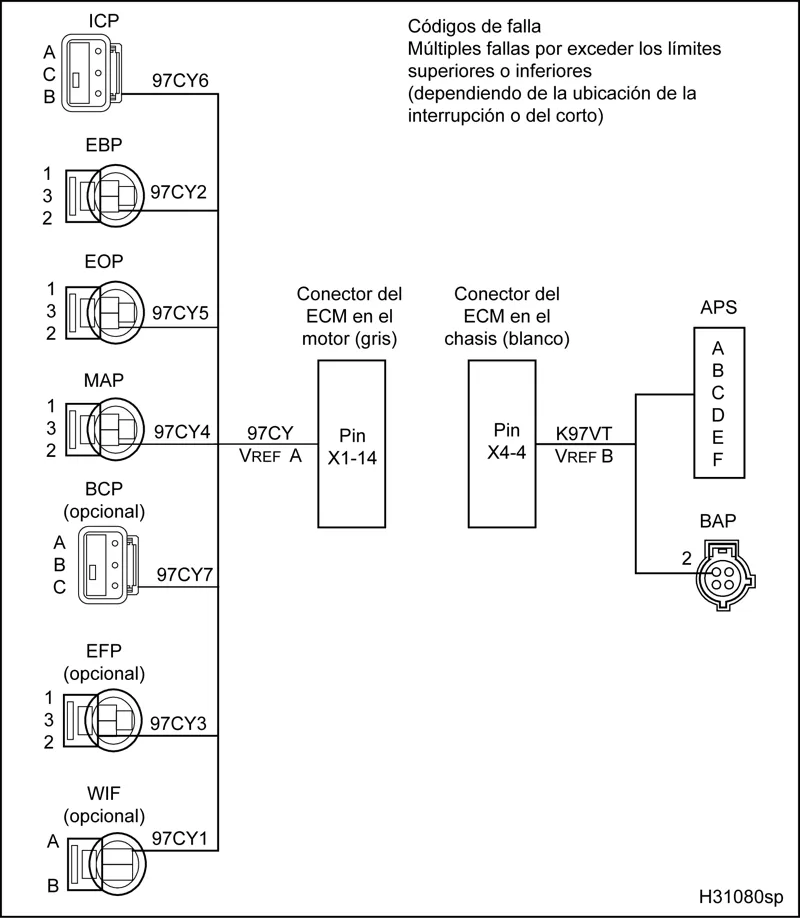 ICP
A
C
B
97CY6
Códigos de falla
Múltiples fallas por exceder los límites
superiores o inferiores
(dependiendo de la ubicación de la
interrupción o del corto)
EBP
1
3
2
97CY2
EOP
1
3
2
97CY5
MAP
1
3
2
97CY4
BCP
(opcional)
A
B
C
97CY7
EFP
(opcional)
1
3
2
97CY3
WIF
(opcional)
A
B
97CY1
97CY
VREF A
Conector del
ECM en el
motor (gris)
Pin
X1-14
Conector del
ECM en el
chasis (blanco)
Pin
X4-4
K97VT
VREF B
APS
A
B
C
D
E
F
BAP
2
H31080sp